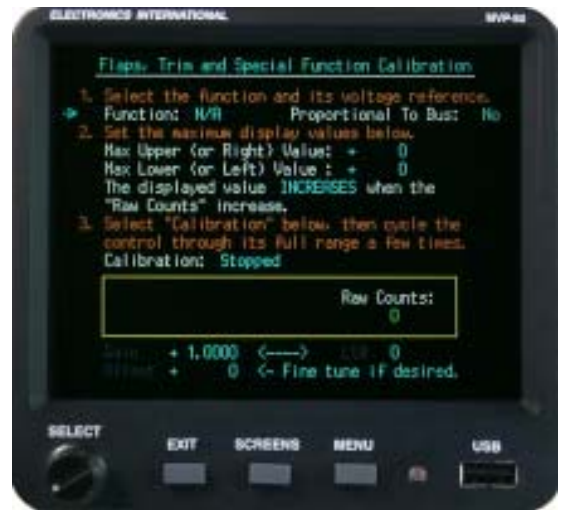 ELECTRONICS INTERNATIONAL MVP-50
Flaps, Trim and Special Function Calibration
1. Select the function and its voltage reference.
Function: N/A Proportional To Bus: No
2. Set the maximum display values below.
Max Upper (or Right) Value: + 0
Max Lower (or Left) Value : + 0
The displayed value INCREASES when the
"Raw Counts" increase.
3. Select "Calibration" below, then cycle the
control through its full range a few times.
Calibration: Stopped
Raw Counts:
0
+ 1.0000 <----> 0
Offset + 0 <- Fine tune if desired.
SELECT EXIT SCREENS MENU USB